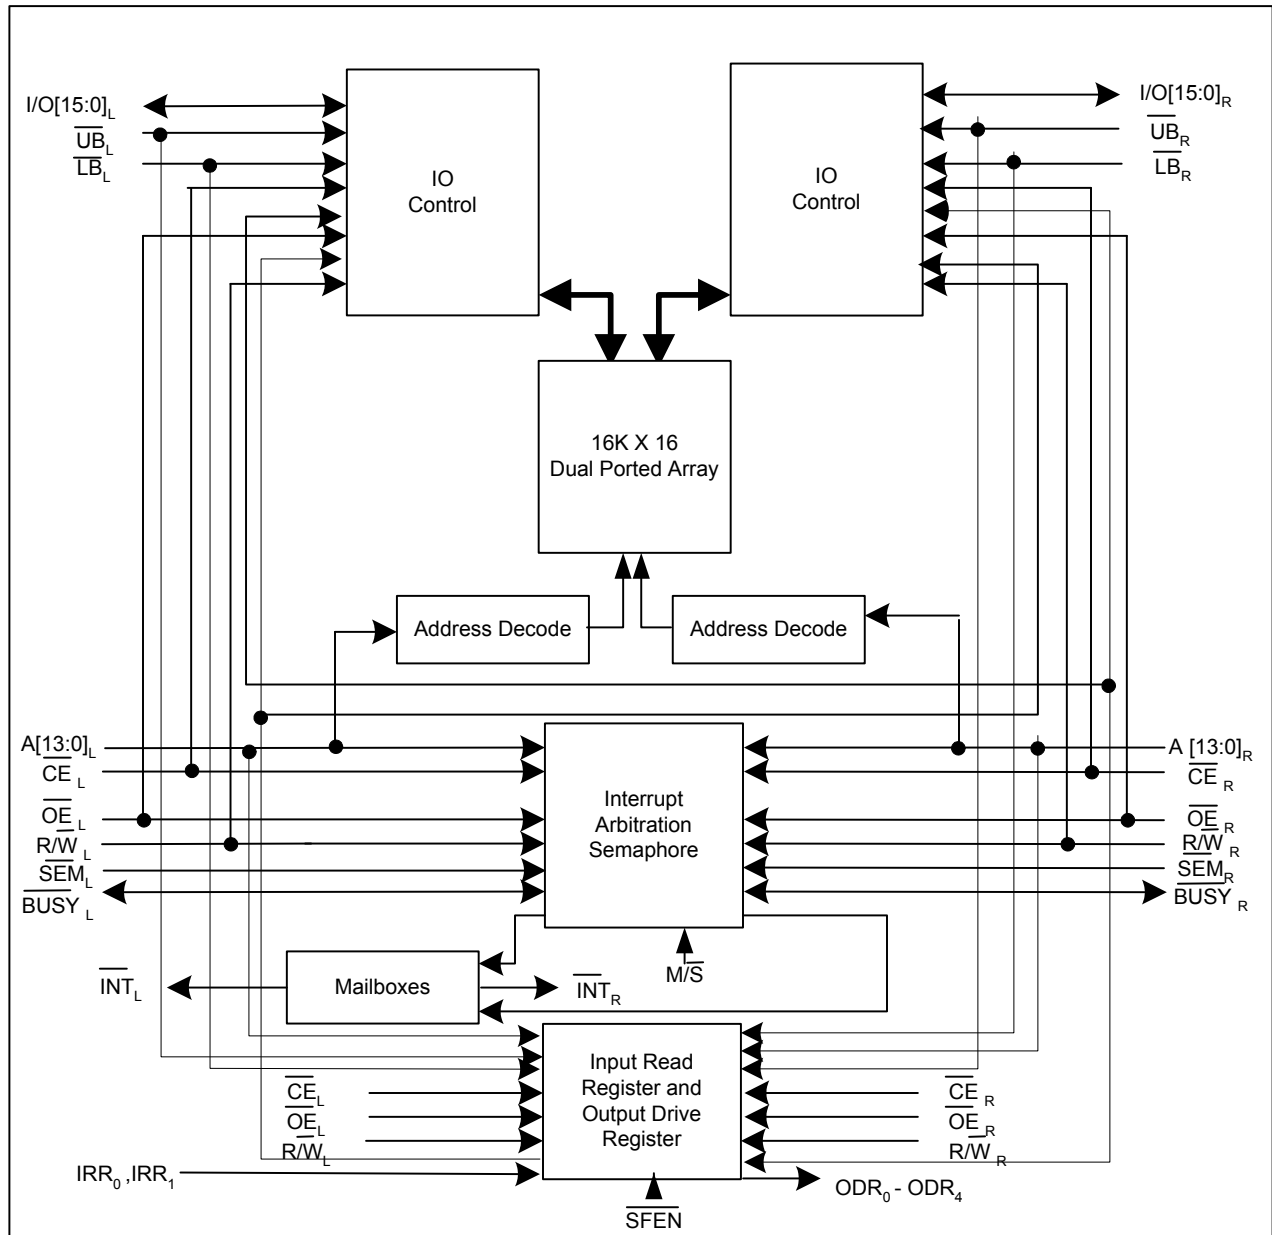 I/O[15:0]L
UBL
LBL
IO
Control
IO
Control
I/O[15:0]R
UBR
LBR
16K X 16
Dual Ported Array
Address Decode
Address Decode
A[13:0]L
CE L
OE L
R/W L
SEML
BUSY L
Interrupt
Arbitration
Semaphore
A [13:0]R
CE R
OE R
R/W R
SEMR
BUSY R
M/S
INTL
Mailboxes
INTR
Input Read
Register and
Output Drive
Register
CEL
OEL
R/WL
IRR0 ,IRR1
CE R
OER
R/W R
ODR0 - ODR4
SFEN